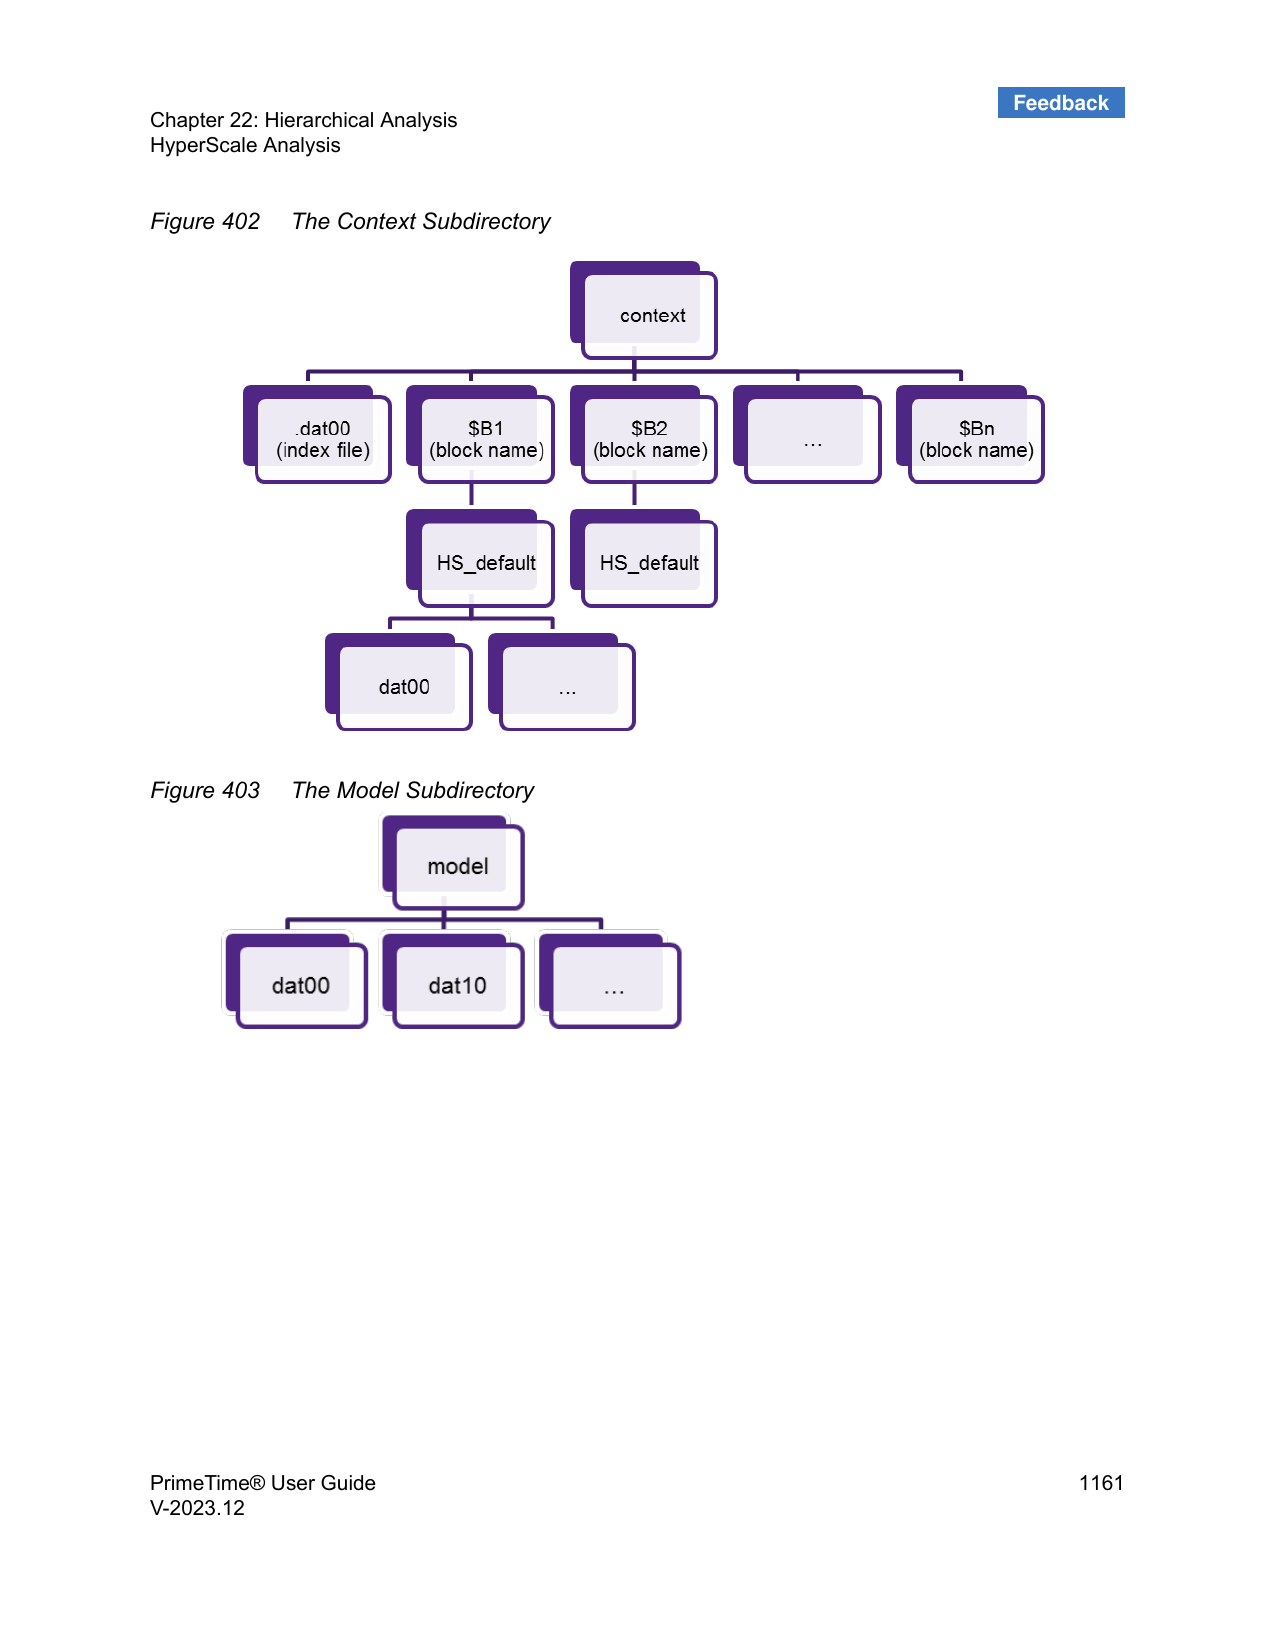 Feedback
Chapter 22: Hierarchical Analysis
HyperScale Analysis
Figure 402 The Context Subdirectory
context
.dat00
(index file)
$B1
(block name)
$B2
(block name)
...
$Bn
(block name)
HS_default
HS_default
dat00
...
Figure 403 The Model Subdirectory
model
dat00
dat10
...
PrimeTime® User Guide
1161
V-2023.12